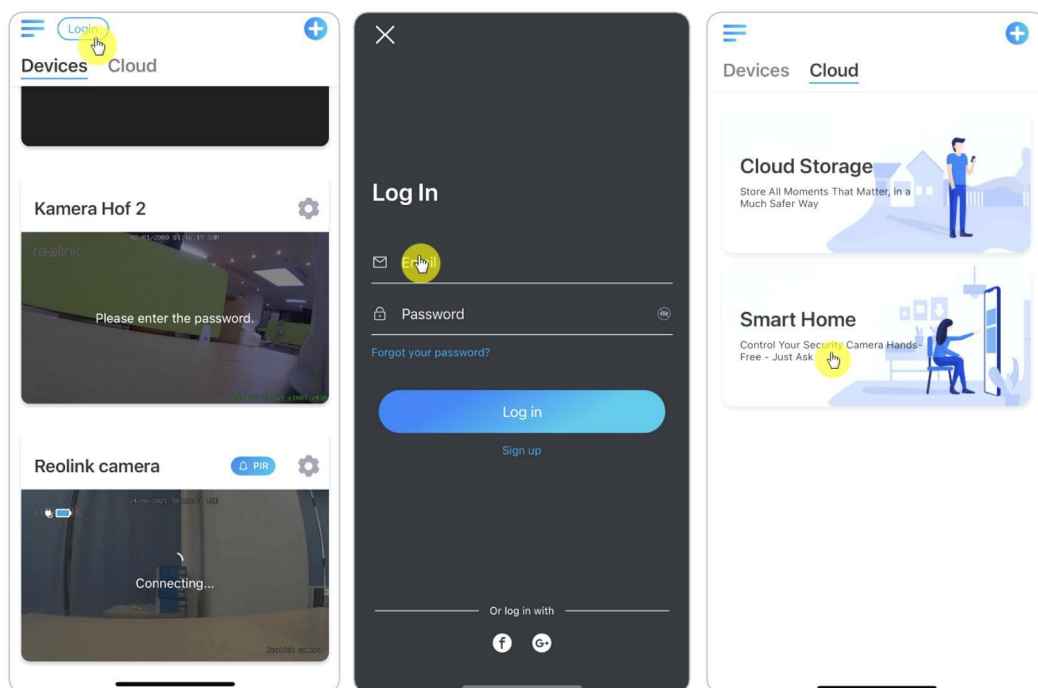 Login
Devices Cloud
Kamera Hof 2
reolink
Please enter the password.
Reolink camera
PIR
Connecting...
Reolink camera
Log In
Email
Password
Forgot your password?
Log in
Sign up
Or log in with
f G+
Devices Cloud
Cloud Storage
Store All Moments That Matter, in a
Much Safer Way
Smart Home
Control Your Security Camera Hands-
Free - Just Ask